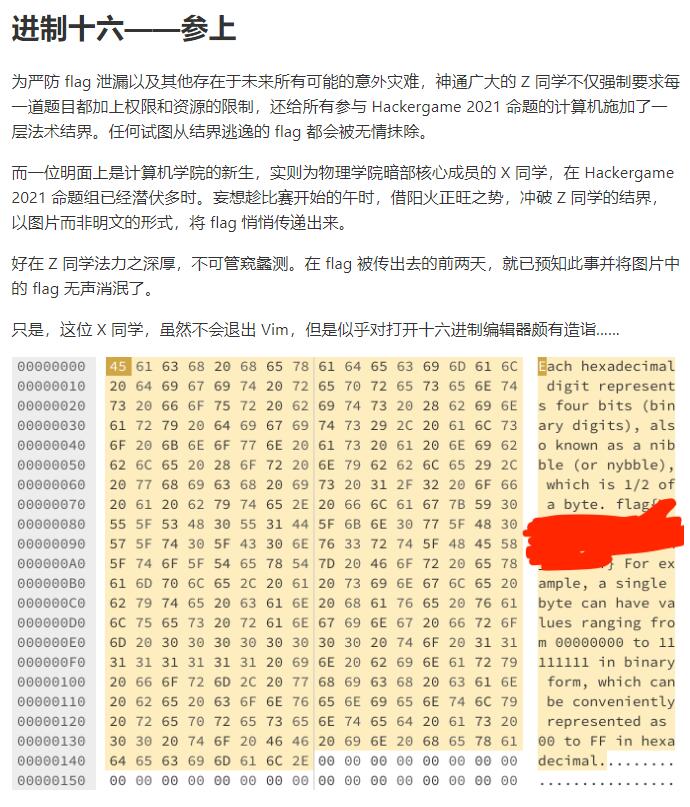 进制十六——参上
为严防 flag 泄漏以及其他存在于未来所有可能的意外灾难，神通广大的 Z 同学不仅强制要求每
一道题目都加上权限和资源的限制，还给所有参与 Hackergame 2021 命题的计算机施加了一
层法术结界。任何试图从结界逃逸的 flag 都会被无情抹除。
而一位明面上是计算机学院的新生，实则为物理学院暗部核心成员的 X 同学，在 Hackergame
2021 命题组已经潜伏多时。妄想趁比赛开始的午时，借阳火正旺之势，冲破 Z 同学的结界，
以图片而非明文的形式，将 flag 悄悄传递出来。
好在 Z 同学法力之深厚，不可管窥蠡测。在 flag 被传出去的前两天，就已预知此事并将图片中
的 flag 无声消泯了。
只是，这位 X 同学，虽然不会退出 Vim，但是似乎对打开十六进制编辑器颇有造诣……
00000000 45 61 63 68 20 68 65 78 61 64 65 63 69 6D 61 6C Each hexadecimal
00000010 20 64 69 67 69 74 20 72 65 70 72 65 73 65 6E 74 digit represent
00000020 73 20 66 6F 75 72 20 62 69 74 73 20 28 62 69 6E s four bits (bin
00000030 61 72 79 20 64 69 67 69 74 73 29 2C 20 61 6C 73 ary digits), als
00000040 6F 20 6B 6E 6F 77 6E 20 61 73 20 61 20 6E 69 62 o known as a nib
00000050 62 6C 65 20 28 6F 72 20 6E 79 62 62 6C 65 29 2C ble (or nybble),
00000060 20 77 68 69 63 68 20 69 73 20 31 2F 32 20 6F 66 which is 1/2 of
00000070 20 61 20 62 79 74 65 2E 20 66 6C 61 67 7B 59 30 a byte. flag{
00000080 55 5F 53 48 30 55 31 44 5F 6B 6E 30 77 5F 48 30
00000090 57 5F 74 30 5F 43 30 6E 76 33 72 74 5F 48 45 58
000000A0 5F 74 6F 5F 54 65 78 54 7D 20 46 6F 72 20 65 78 } For ex
000000B0 61 6D 70 6C 65 2C 20 61 20 73 69 6E 67 6C 65 20 ample, a single
000000C0 62 79 74 65 20 63 61 6E 20 68 61 76 65 20 76 61 byte can have va
000000D0 6C 75 65 73 20 72 61 6E 67 69 6E 67 20 66 72 6F lues ranging fro
000000E0 6D 20 30 30 30 30 30 30 30 30 20 74 6F 20 31 31 m 00000000 to 11
000000F0 31 31 31 31 31 31 20 69 6E 20 62 69 6E 61 72 79 111111 in binary
00000100 20 66 6F 72 6D 2C 20 77 68 69 63 68 20 63 61 6E form, which can
00000110 20 62 65 20 63 6F 6E 76 65 6E 69 65 6E 74 6C 79 be conveniently
00000120 20 72 65 70 72 65 73 65 6E 74 65 64 20 61 73 20 represented as
00000130 30 30 20 74 6F 20 46 46 20 69 6E 20 68 65 78 61 00 to FF in hexa
00000140 64 65 63 69 6D 61 6C 2E 00 00 00 00 00 00 00 00 decimal.........
00000150 00 00 00 00 00 00 00 00 00 00 00 00 00 00 00 00 ................